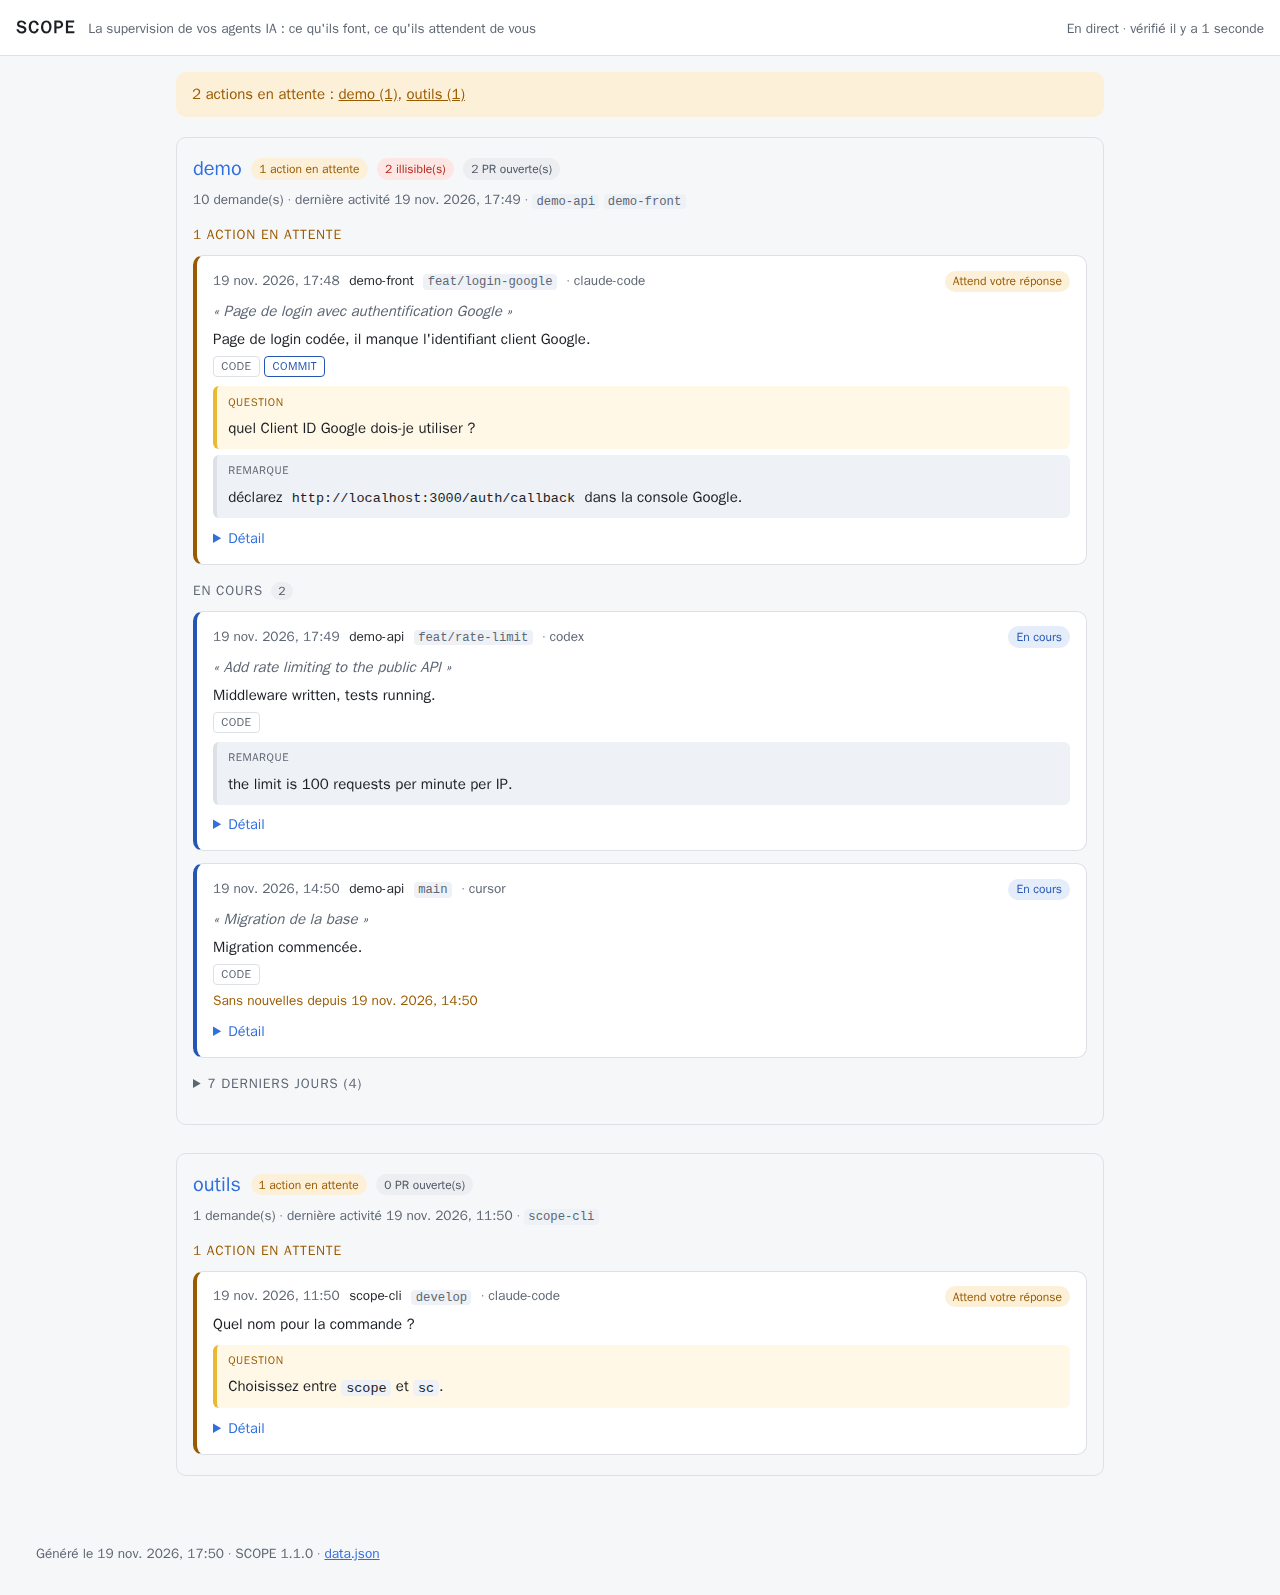 SCOPE La supervision de vos agents IA : ce qu'ils font, ce qu'ils attendent de vous En direct · vérifié il y a 1 seconde
2 actions en attente : demo (1), outils (1)
demo 1 action en attente 2 illisible(s) 2 PR ouverte(s)
10 demande(s) · dernière activité 19 nov. 2026, 17:49 · demo-api demo-front
1 ACTION EN ATTENTE
19 nov. 2026, 17:48 demo-front feat/login-google · claude-code Attend votre réponse
« Page de login avec authentification Google »
Page de login codée, il manque l'identifiant client Google.
CODE COMMIT
QUESTION
quel Client ID Google dois-je utiliser ?
REMARQUE
déclarez http://localhost:3000/auth/callback dans la console Google.
▶ Détail
EN COURS 2
19 nov. 2026, 17:49 demo-api feat/rate-limit · codex En cours
« Add rate limiting to the public API »
Middleware written, tests running.
CODE
REMARQUE
the limit is 100 requests per minute per IP.
▶ Détail
19 nov. 2026, 14:50 demo-api main · cursor En cours
« Migration de la base »
Migration commencée.
CODE
Sans nouvelles depuis 19 nov. 2026, 14:50
▶ Détail
▶ 7 DERNIERS JOURS (4)
outils 1 action en attente 0 PR ouverte(s)
1 demande(s) · dernière activité 19 nov. 2026, 11:50 · scope-cli
1 ACTION EN ATTENTE
19 nov. 2026, 11:50 scope-cli develop · claude-code Attend votre réponse
Quel nom pour la commande ?
QUESTION
Choisissez entre scope et sc.
▶ Détail
Généré le 19 nov. 2026, 17:50 · SCOPE 1.1.0 · data.json